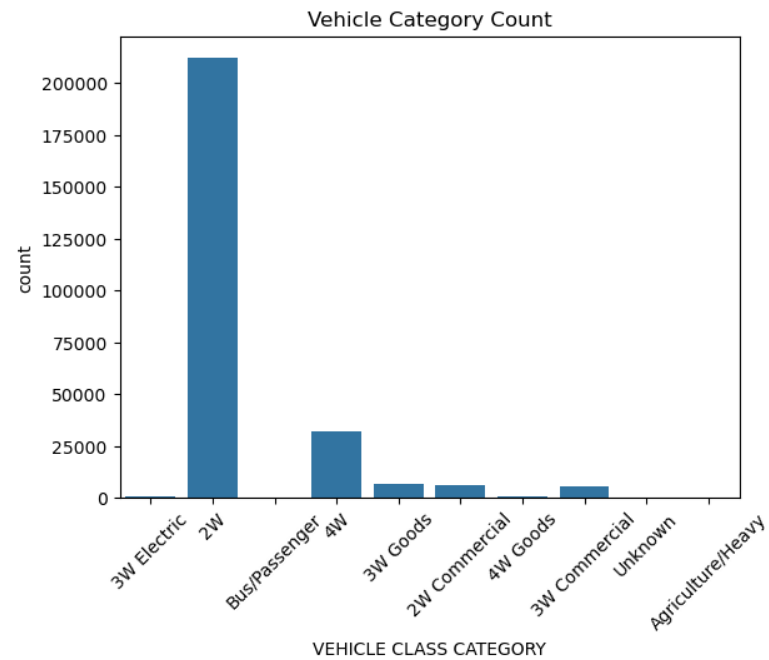 Vehicle Category Count
200000
175000
150000
125000
100000
75000
50000
25000
0
count
3W Electric
2W
Bus/Passenger
4W
3W Goods
2W Commercial
4W Goods
3W Commercial
Unknown
Agriculture/Heavy
VEHICLE CLASS CATEGORY